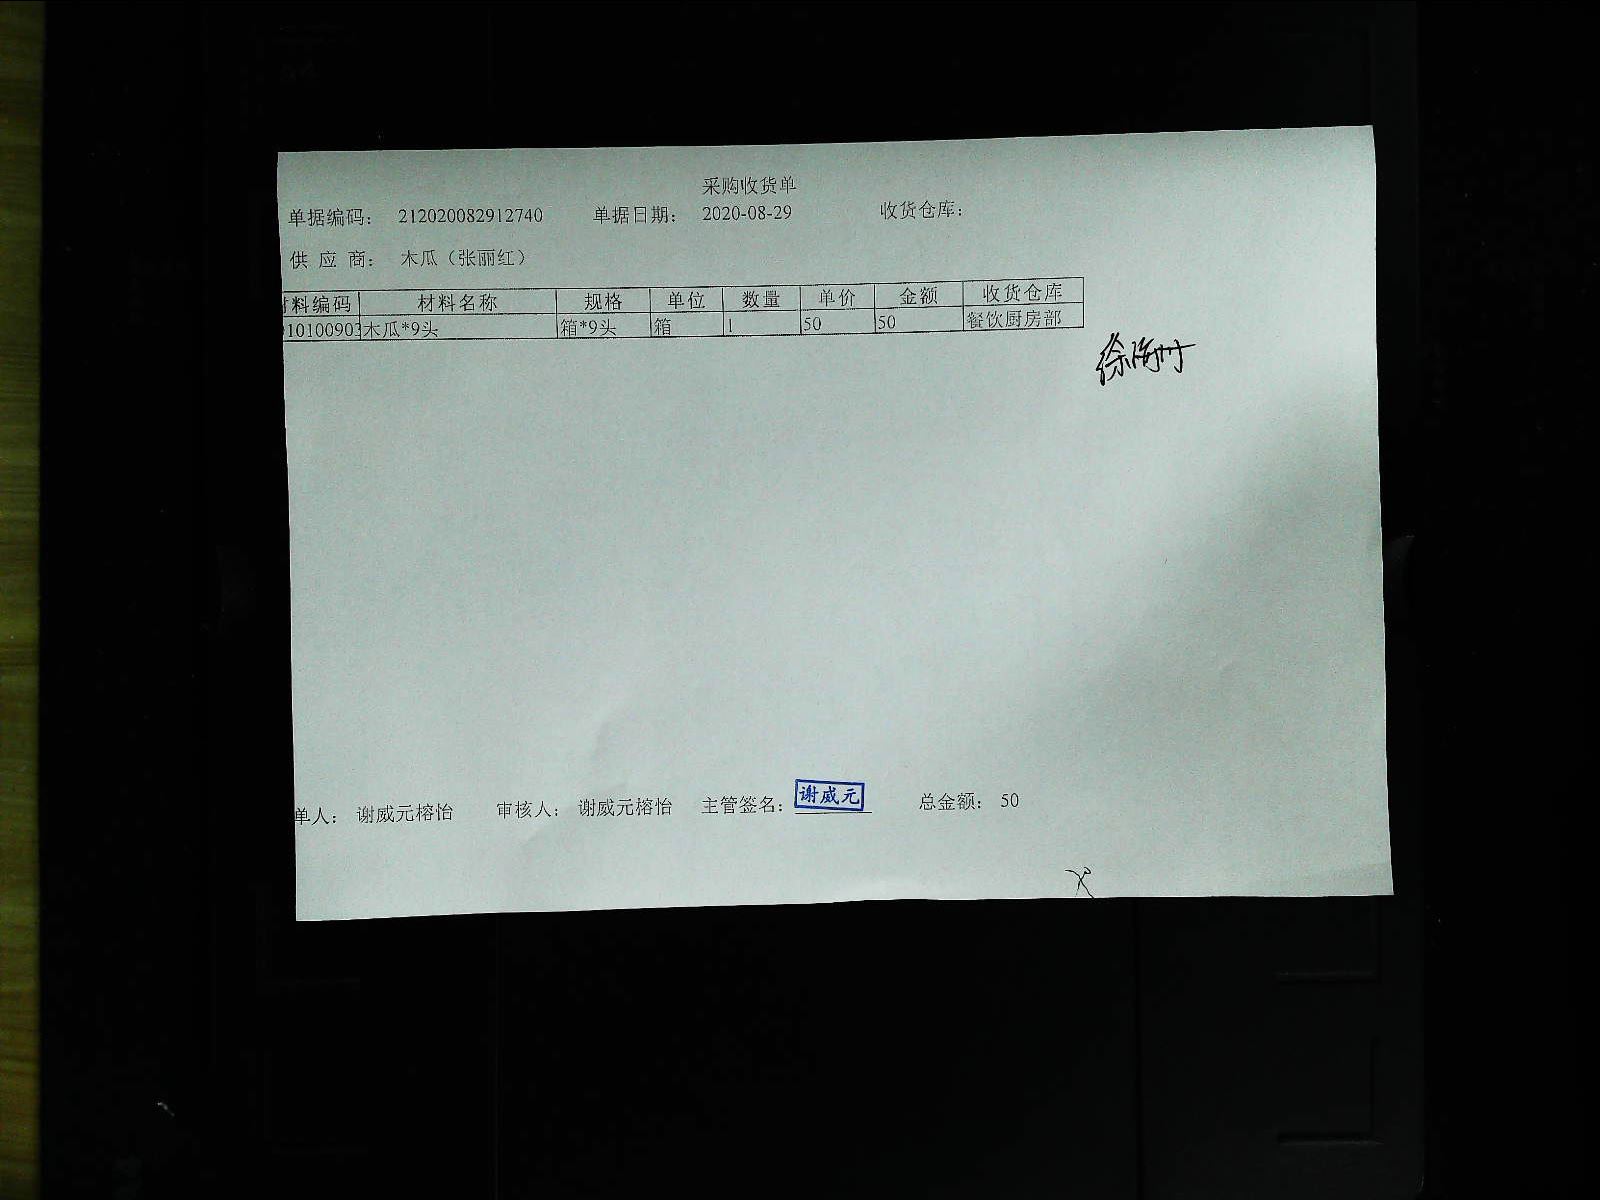 采购收货单
单据编码： 212020082912740 单据日期： 2020-08-29 收货仓库：
供 应 商： 木瓜（张丽红）
材料编码 材料名称 规格 单位 数量 单价 金额 收货仓库
10100903 木瓜*9头 箱*9头 箱 1 50 50 餐饮厨房部
单人： 谢威元榕怡 审核人： 谢威元榕怡 主管签名： 谢威元 总金额： 50